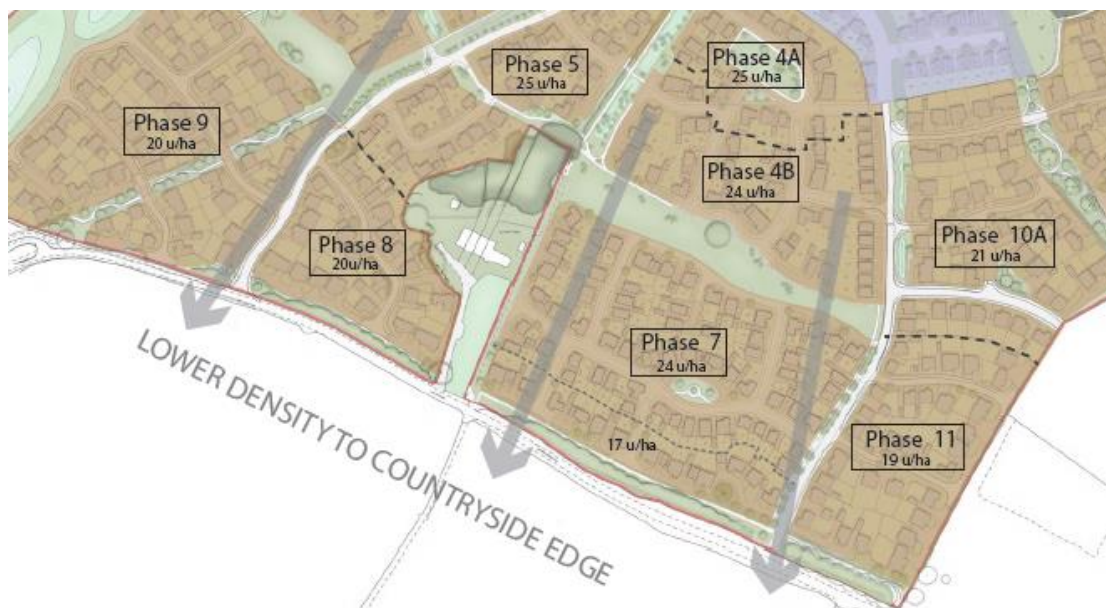 Phase 4A
25 u/ha
Phase 5
25 u/ha
Phase 9
20 u/ha
Phase 4B
24 u/ha
Phase 8
20u/ha
Phase 10A
21 u/ha
Phase 7
24 u/ha
17 u/ha
Phase 11
19 u/ha
LOWER DENSITY TO COUNTRYSIDE EDGE